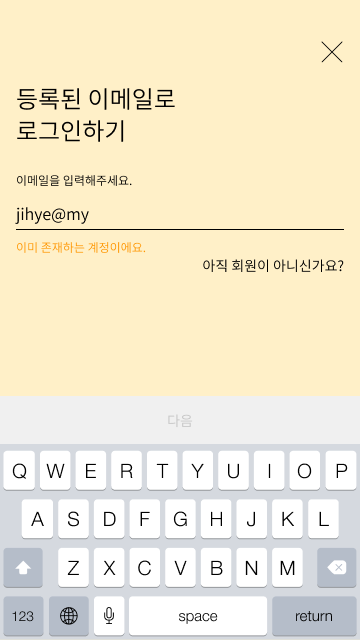 등록된 이메일로
로그인하기
이메일을 입력해주세요.
jihye@my
이미 존재하는 계정이에요.
아직 회원이 아니신가요?
다음
Q W E R T Y U I O P
A S D F G H J K L
Z X C V B N M
123 space return